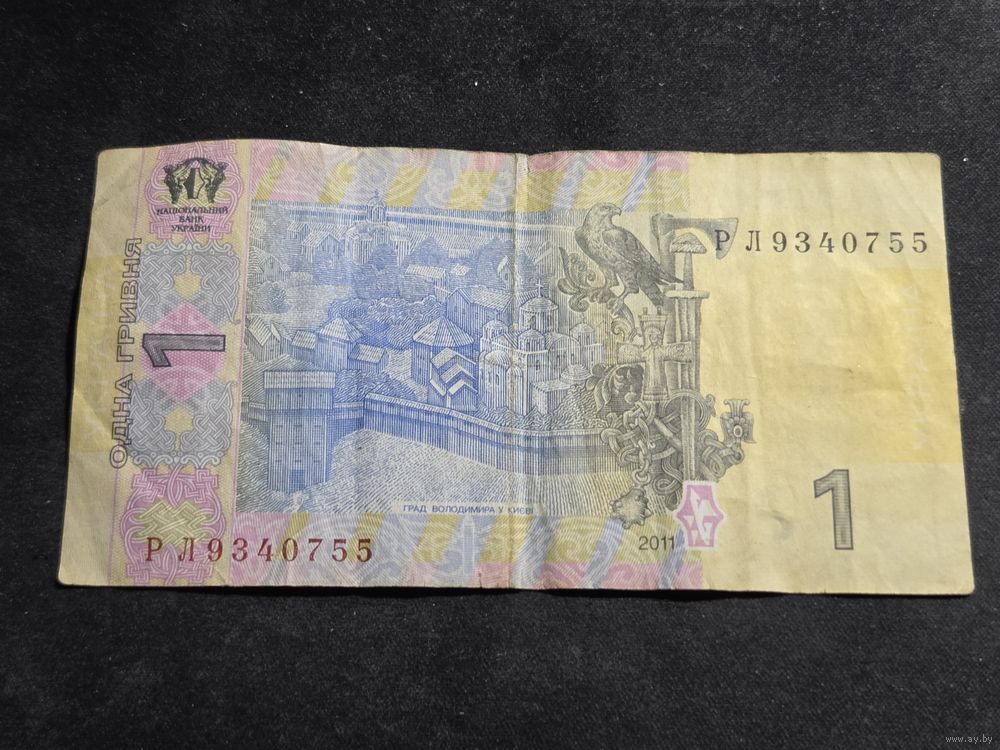 НАЦІОНАЛЬНИЙ
БАНК
УКРАЇНИ
ОДНА ГРИВНЯ
1
РЛ9340755
ГРАД ВОЛОДИМИРА У КИЄВІ
2011
1
РЛ9340755
www.ay.by